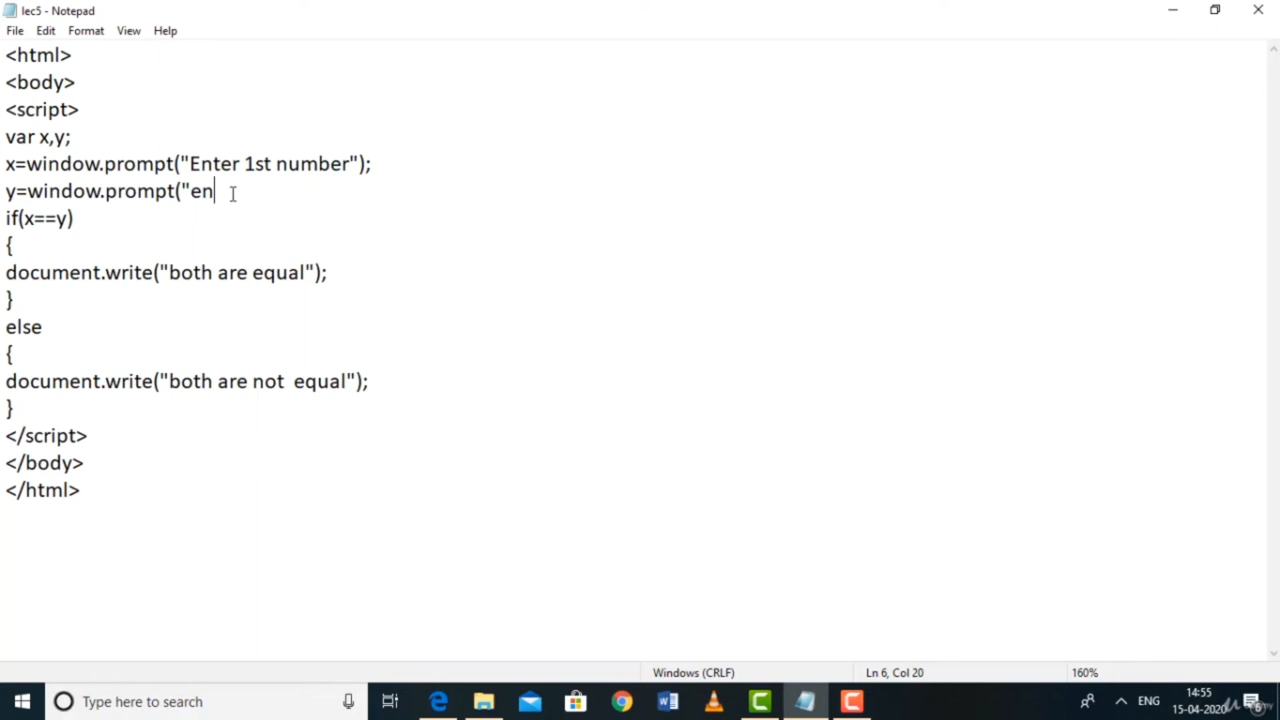 lec5 - Notepad
File Edit Format View Help
<html>
<body>
<script>
var x,y;
x=window.prompt("Enter 1st number");
y=window.prompt("en
if(x==y)
{
document.write("both are equal");
}
else
{
document.write("both are not  equal");
}
</script>
</body>
</html>
Windows (CRLF) Ln 6, Col 20 160%
Type here to search
ENG
14:55
15-04-2020
6